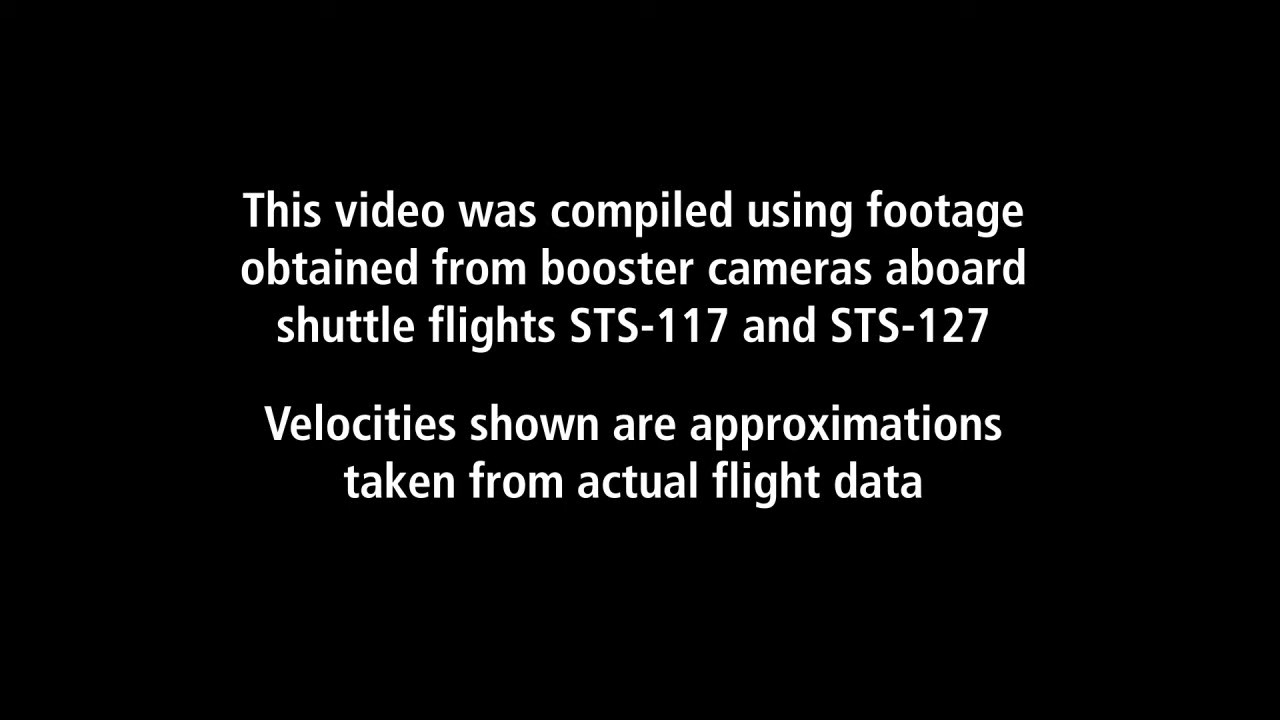 This video was compiled using footage
obtained from booster cameras aboard
shuttle flights STS-117 and STS-127
Velocities shown are approximations
taken from actual flight data